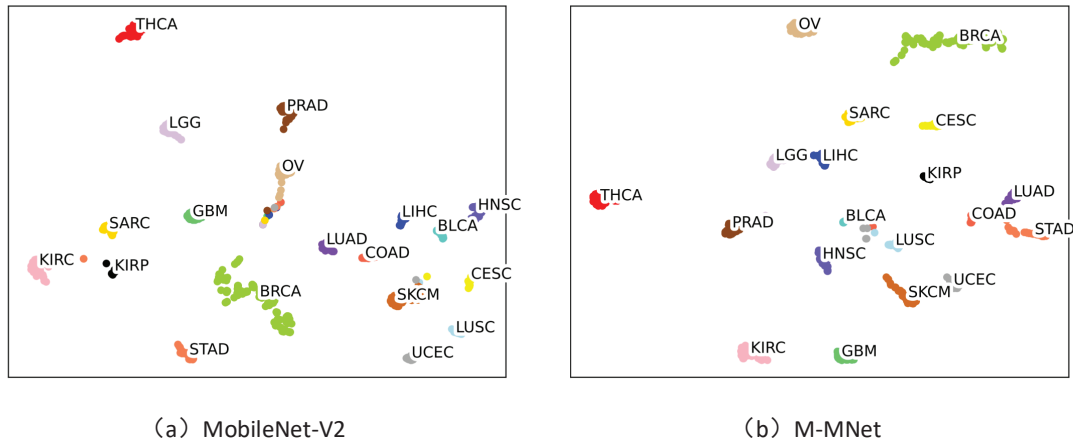 THCA
PRAD
LGG
OV
GBM
SARC
LIHC
HNSC
BLCA
LUAD
COAD
KIRC
KIRP
CESC
BRCA
SKCM
LUSC
STAD
UCEC
(a) MobileNet-V2
OV
BRCA
SARC
CESC
LGG
LIHC
KIRP
THCA
LUAD
PRAD
BLCA
COAD
STAD
LUSC
HNSC
UCEC
SKCM
KIRC
GBM
(b) M-MNet